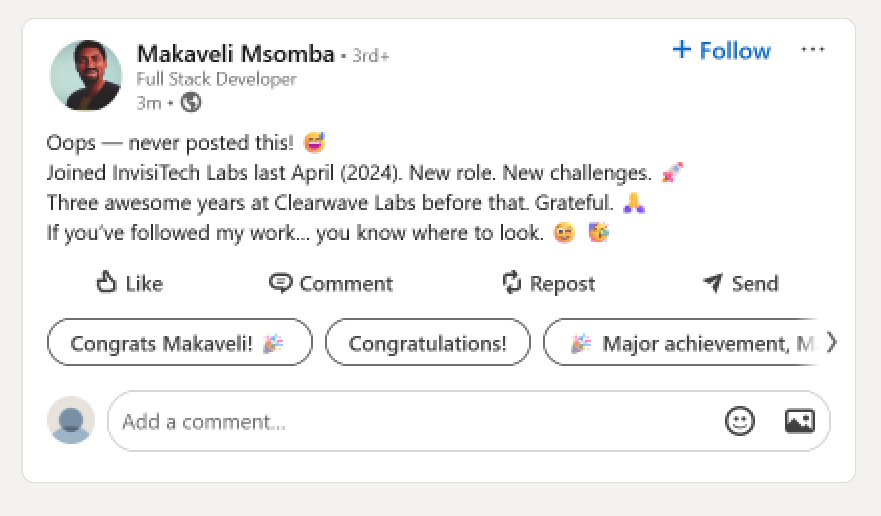 Makaveli Msomba • 3rd+
+ Follow
Full Stack Developer
3m •
Oops — never posted this! 😅
Joined InvisiTech Labs last April (2024). New role. New challenges. 🚀
Three awesome years at Clearwave Labs before that. Grateful. 🙏
If you’ve followed my work... you know where to look. 😉 🥳
Like
Comment
Repost
Send
Congrats Makaveli! 🎉
Congratulations!
🎉 Major achievement, M
Add a comment...